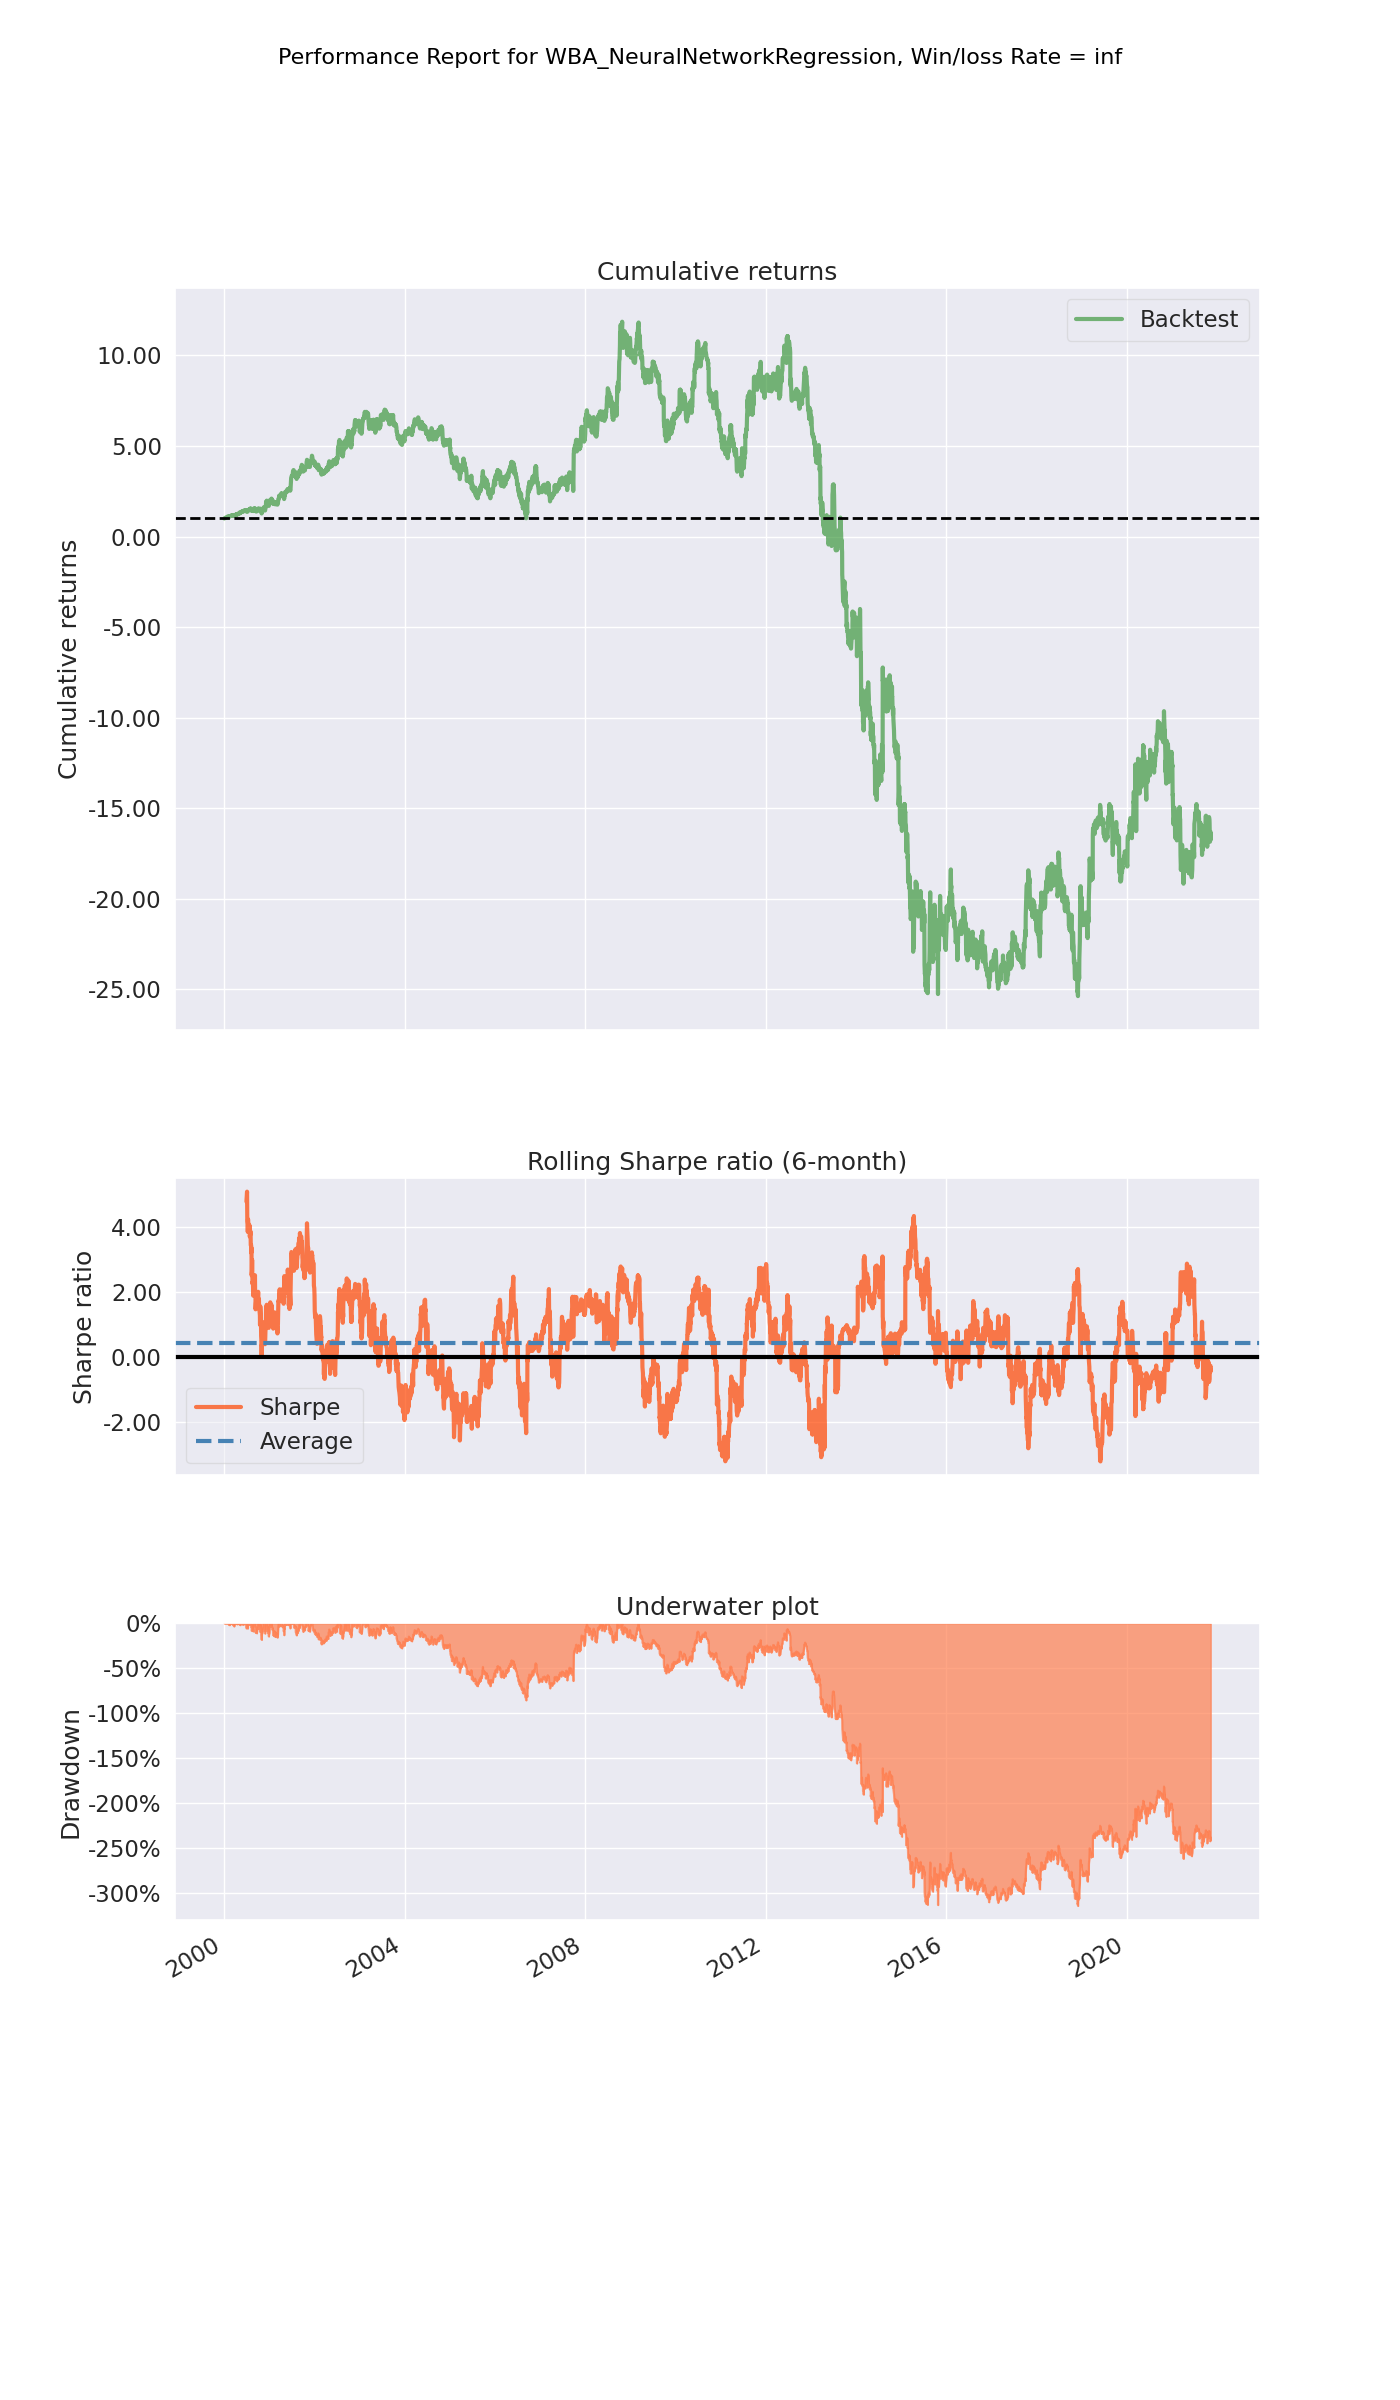 Performance Report for WBA_NeuralNetworkRegression, Win/loss Rate = inf
Cumulative returns
Backtest
10.00
5.00
0.00
-5.00
-10.00
-15.00
-20.00
-25.00
Cumulative returns
Rolling Sharpe ratio (6-month)
4.00
2.00
0.00
-2.00
Sharpe ratio
Sharpe
Average
Underwater plot
0%
-50%
-100%
-150%
-200%
-250%
-300%
Drawdown
2000
2004
2008
2012
2016
2020